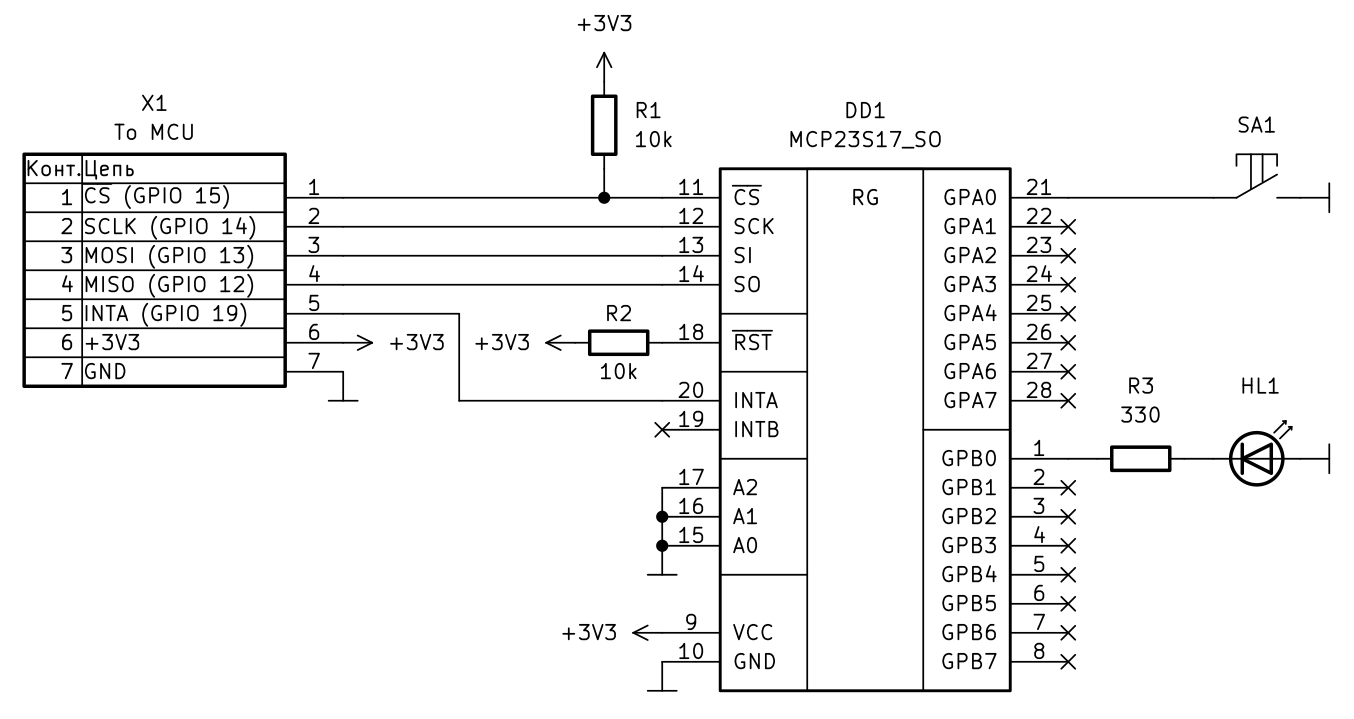 +3V3
R1
10k
X1
To MCU
Конт. Цепь
1 CS (GPIO 15) 1
2 SCLK (GPIO 14) 2
3 MOSI (GPIO 13) 3
4 MISO (GPIO 12) 4
5 INTA (GPIO 19) 5
6 +3V3 6 +3V3
7 GND 7
+3V3
R2
10k
DD1
MCP23S17_SO
RG
11 CS
12 SCK
13 SI
14 SO
18 RST
20 INTA
19 INTB
17 A2
16 A1
15 A0
+3V3 9 VCC
10 GND
GPA0 21
GPA1 22
GPA2 23
GPA3 24
GPA4 25
GPA5 26
GPA6 27
GPA7 28
GPB0 1
GPB1 2
GPB2 3
GPB3 4
GPB4 5
GPB5 6
GPB6 7
GPB7 8
SA1
R3
330
HL1